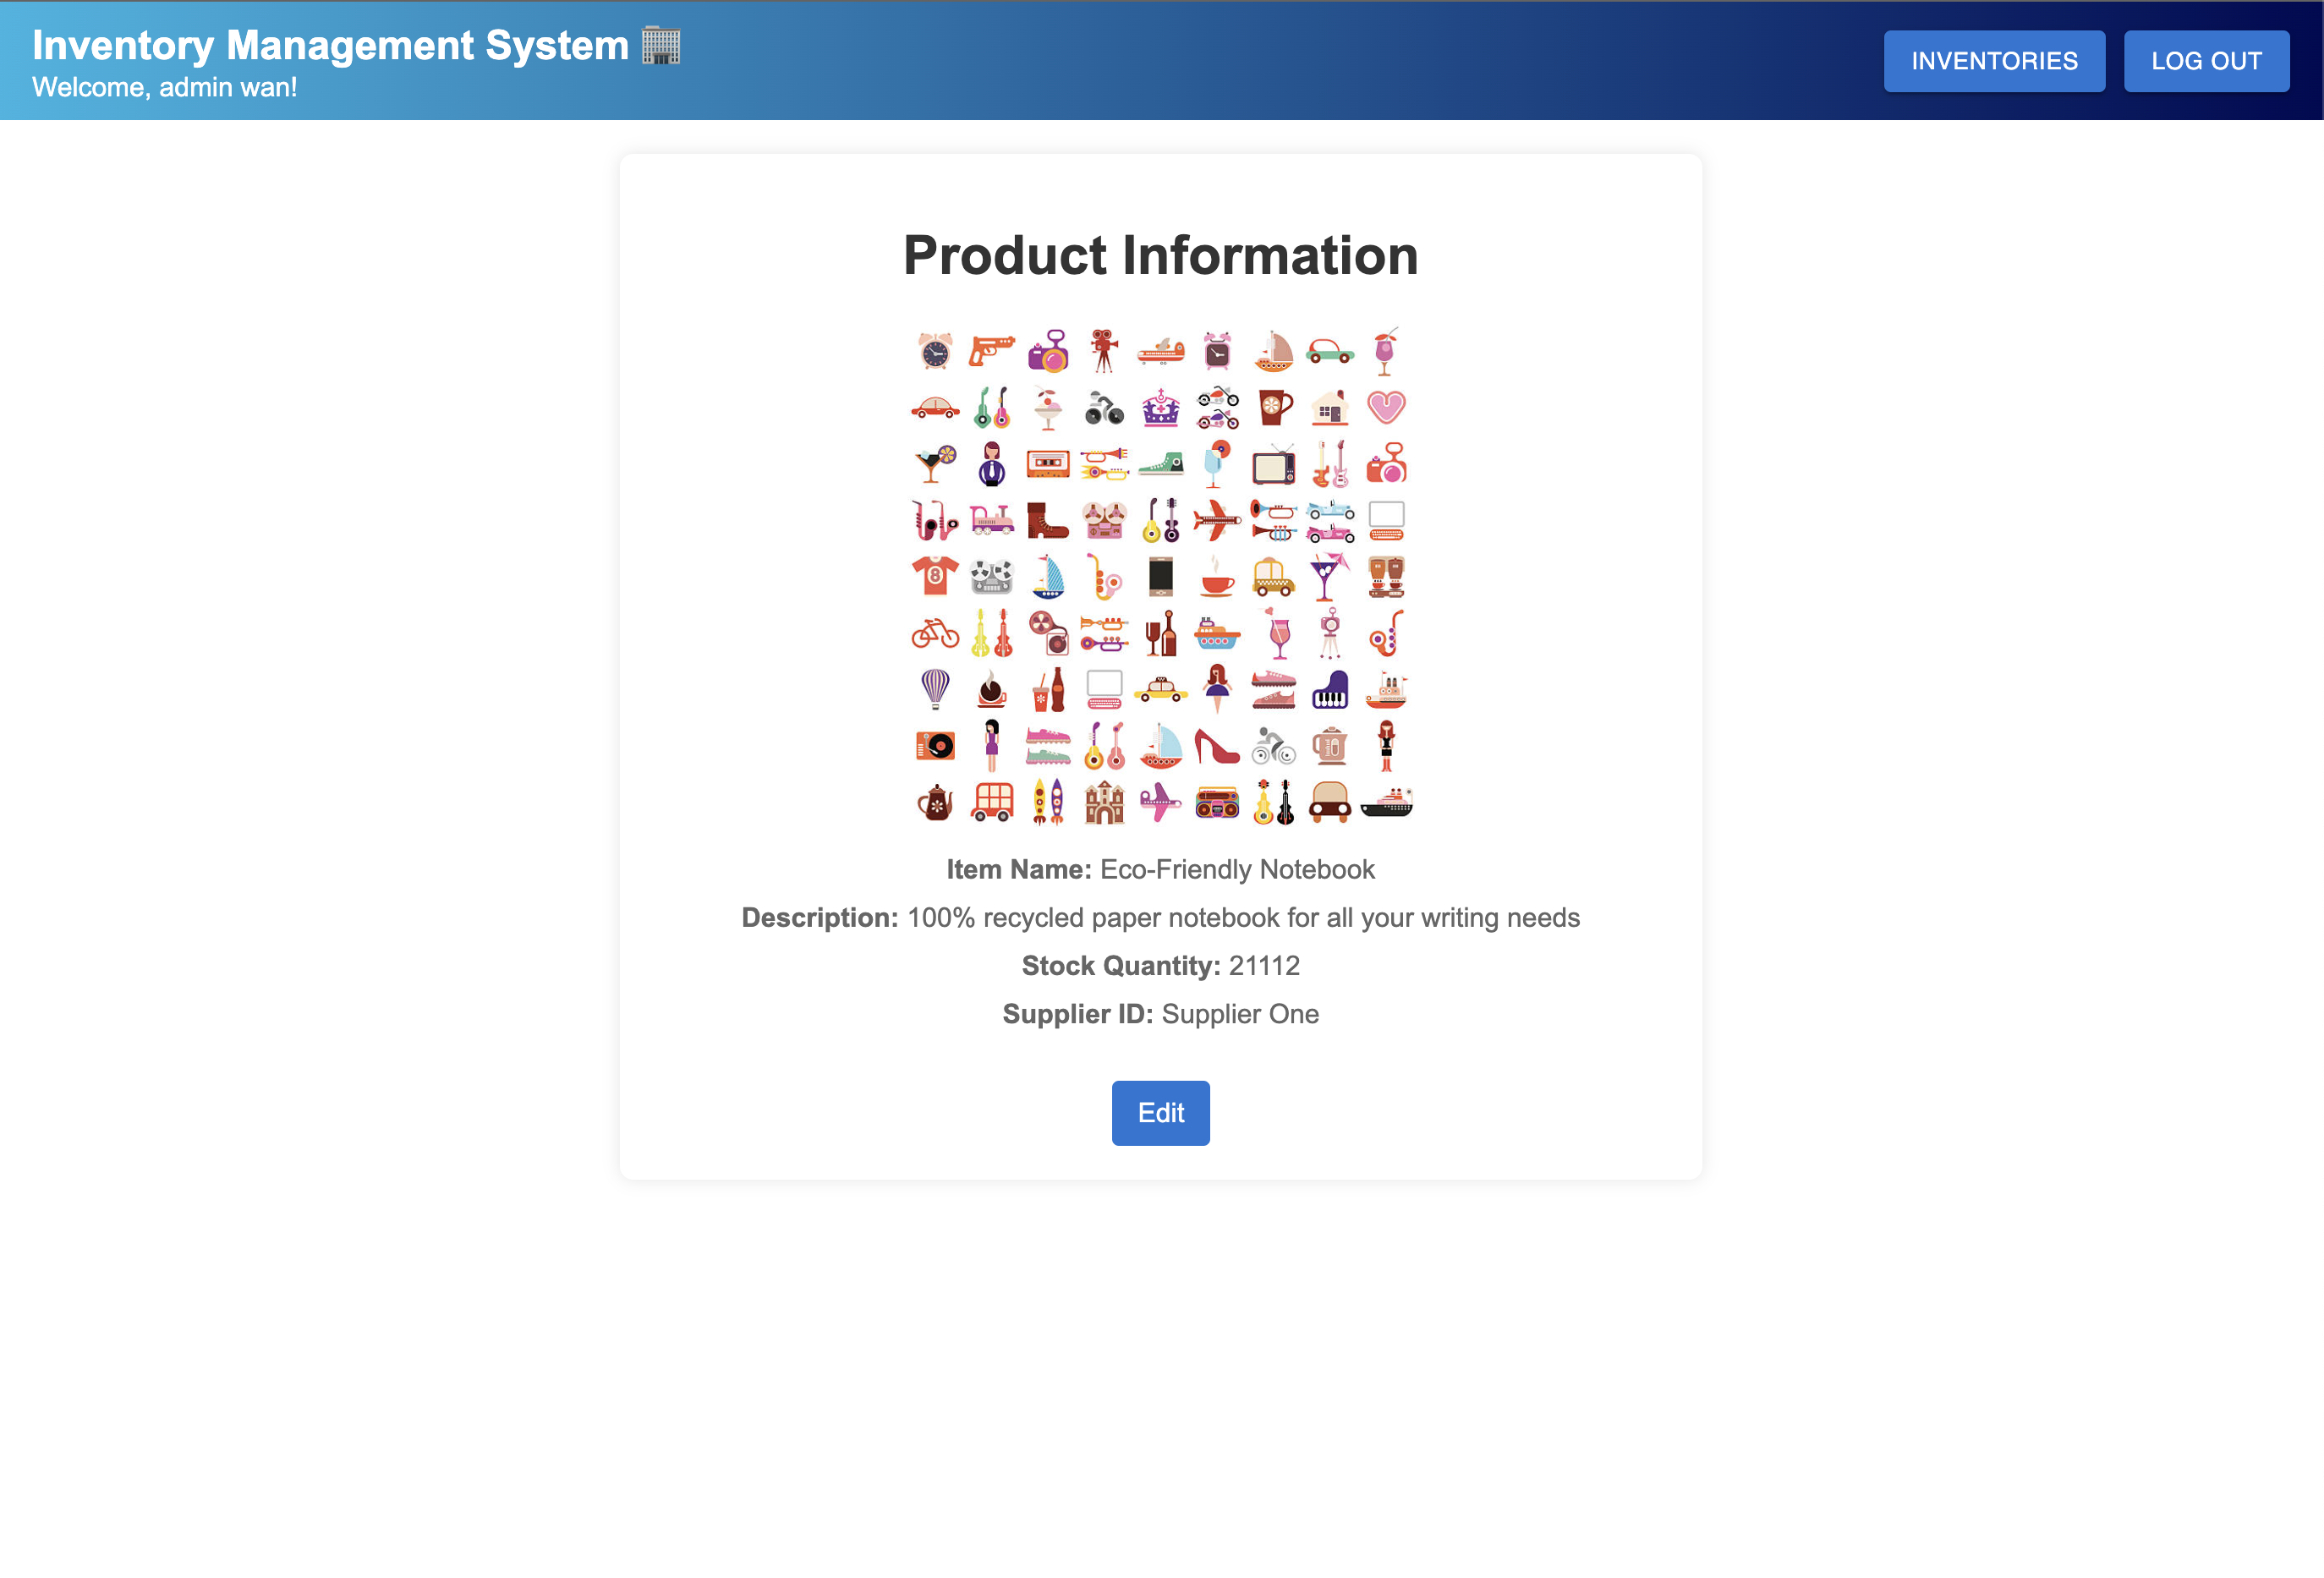 Inventory Management System 🏢
Welcome, admin wan!
INVENTORIES
LOG OUT
Product Information
8
Item Name: Eco-Friendly Notebook
Description: 100% recycled paper notebook for all your writing needs
Stock Quantity: 21112
Supplier ID: Supplier One
Edit